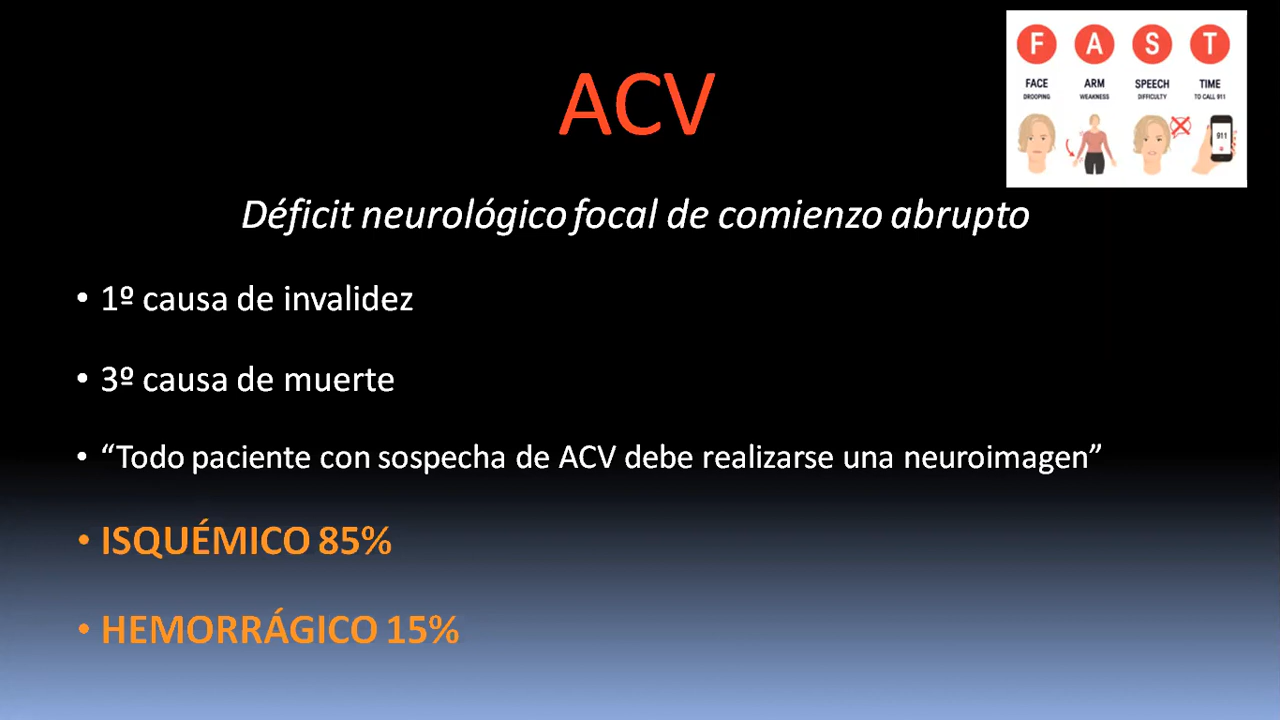 ACV
F A S T
FACE ARM SPEECH TIME
DROOPING WEAKNESS DIFFICULTY TO CALL 911
911
Déficit neurológico focal de comienzo abrupto
• 1º causa de invalidez
• 3º causa de muerte
• “Todo paciente con sospecha de ACV debe realizarse una neuroimagen”
• ISQUÉMICO 85%
• HEMORRÁGICO 15%